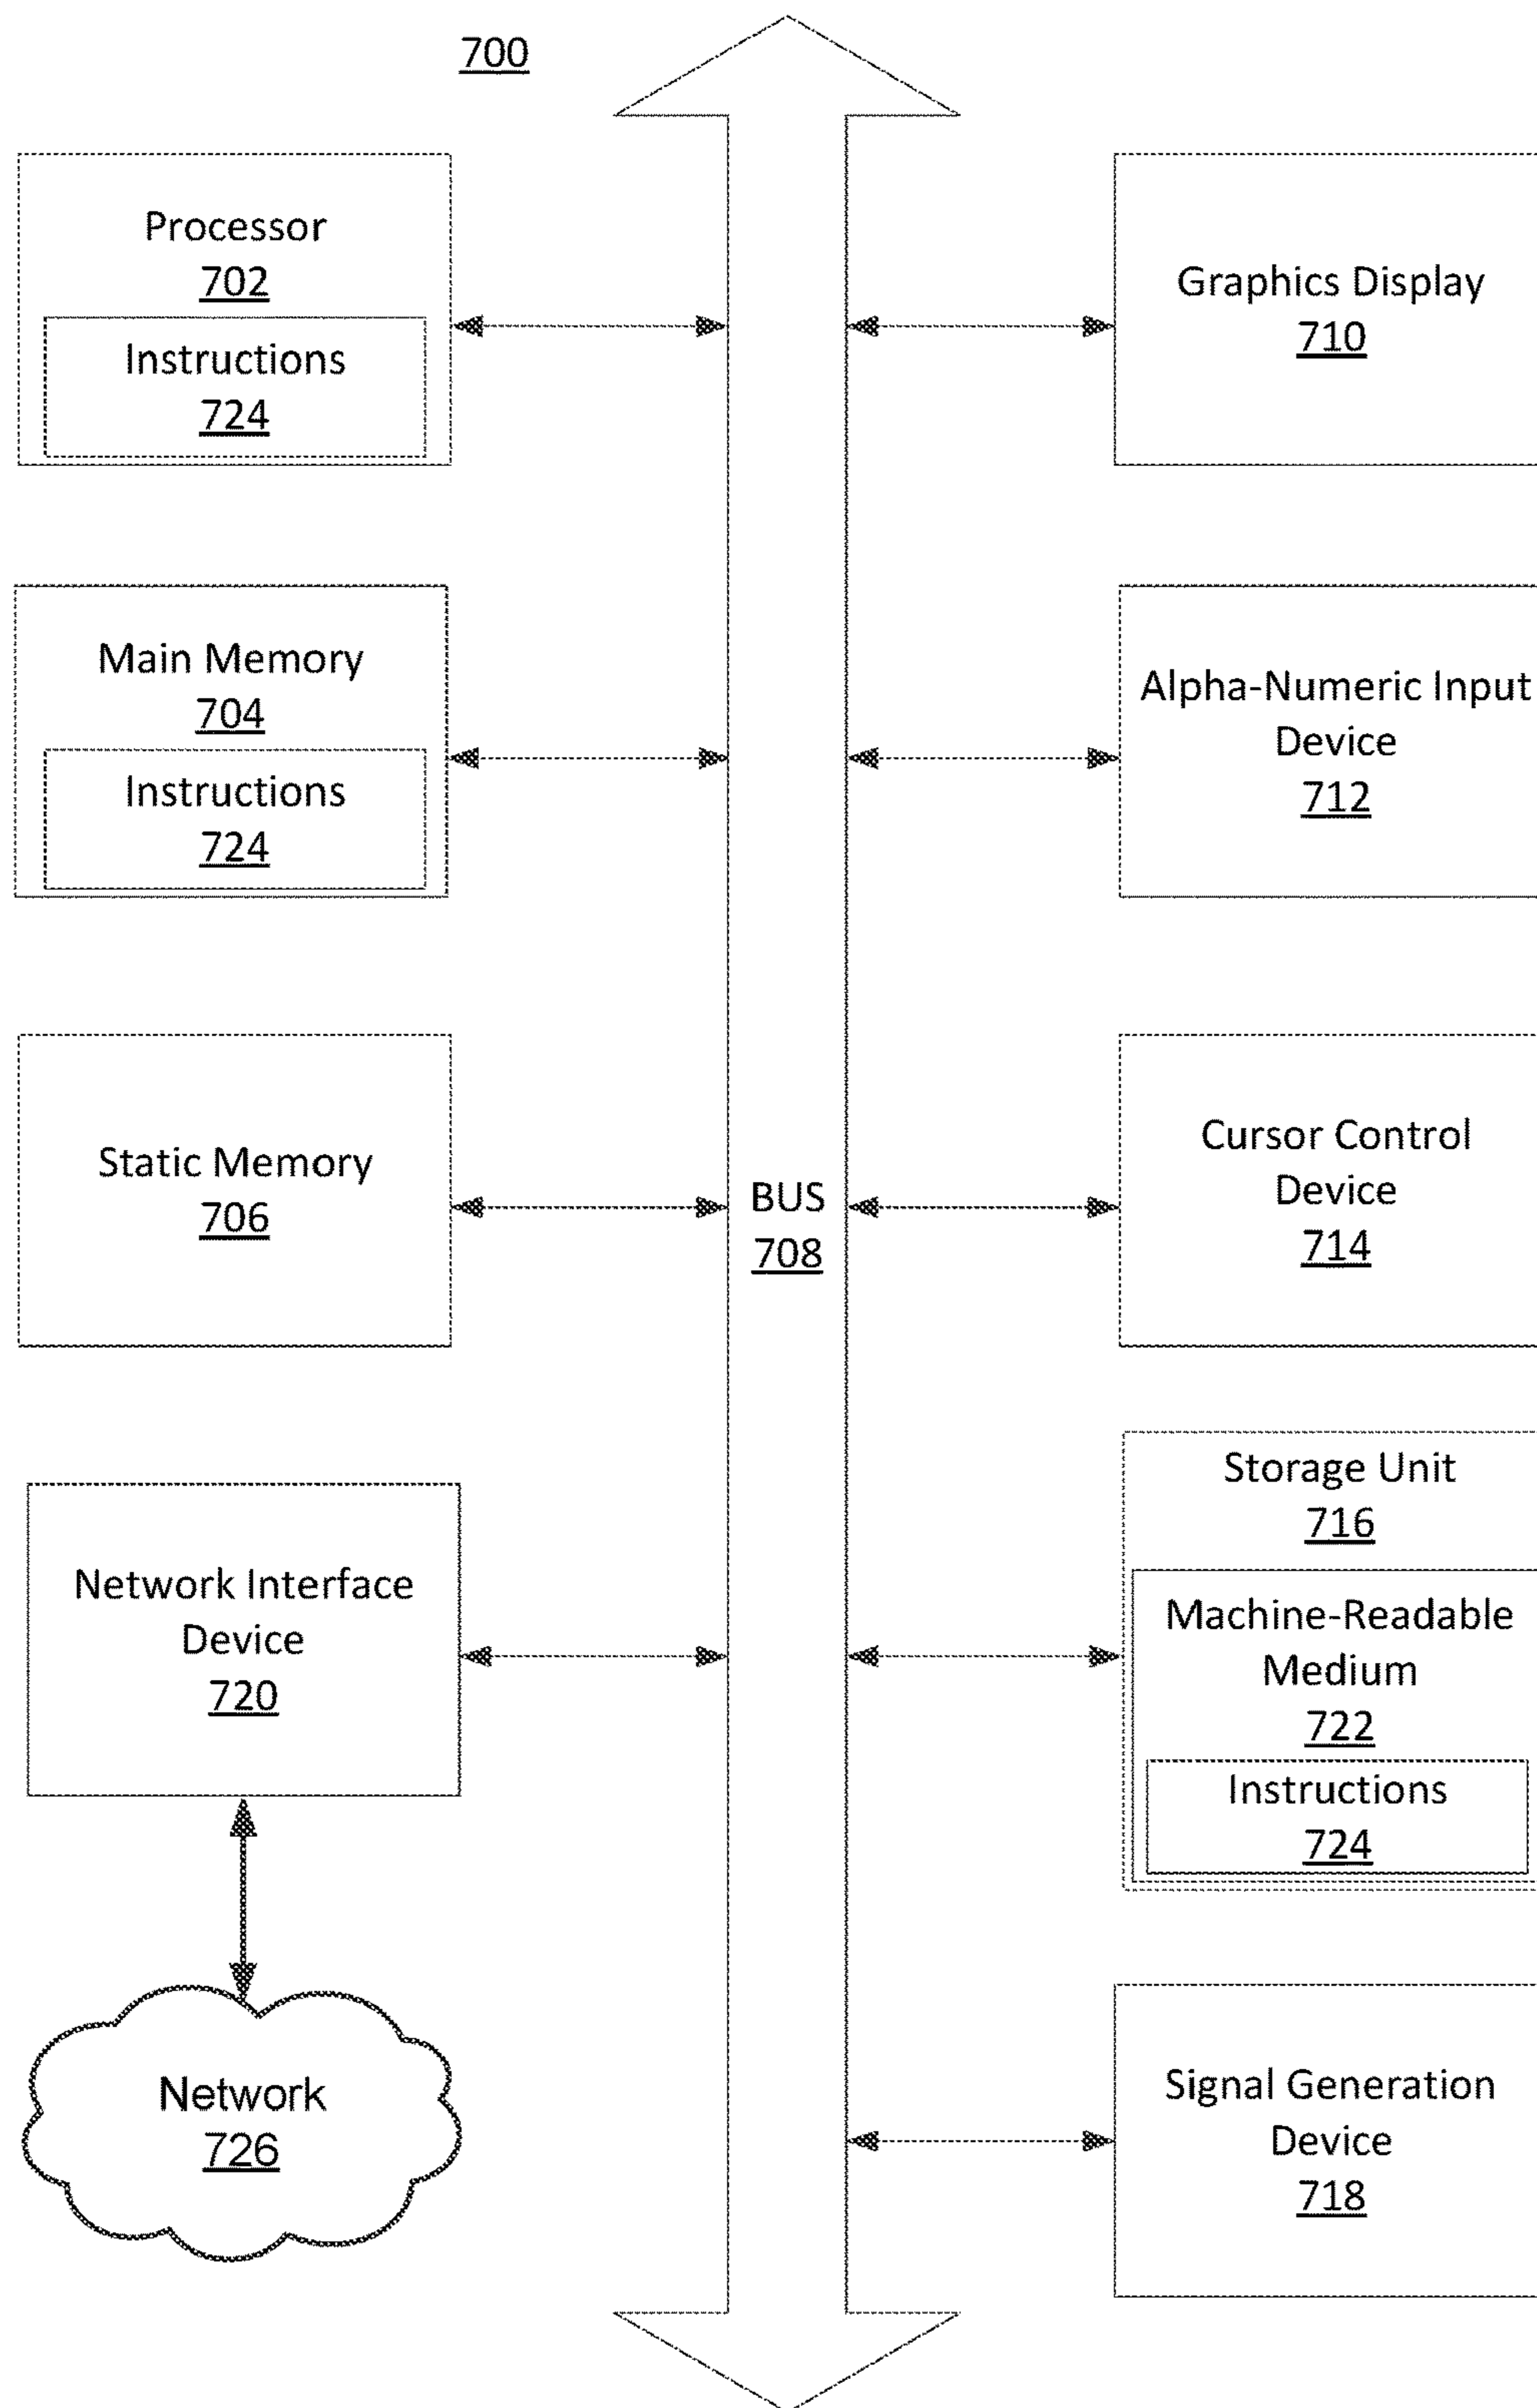 700
Processor
702
Instructions
724
Main Memory
704
Instructions
724
Static Memory
706
Network Interface
Device
720
Network
726
BUS
708
Graphics Display
710
Alpha-Numeric Input
Device
712
Cursor Control
Device
714
Storage Unit
716
Machine-Readable
Medium
722
Instructions
724
Signal Generation
Device
718